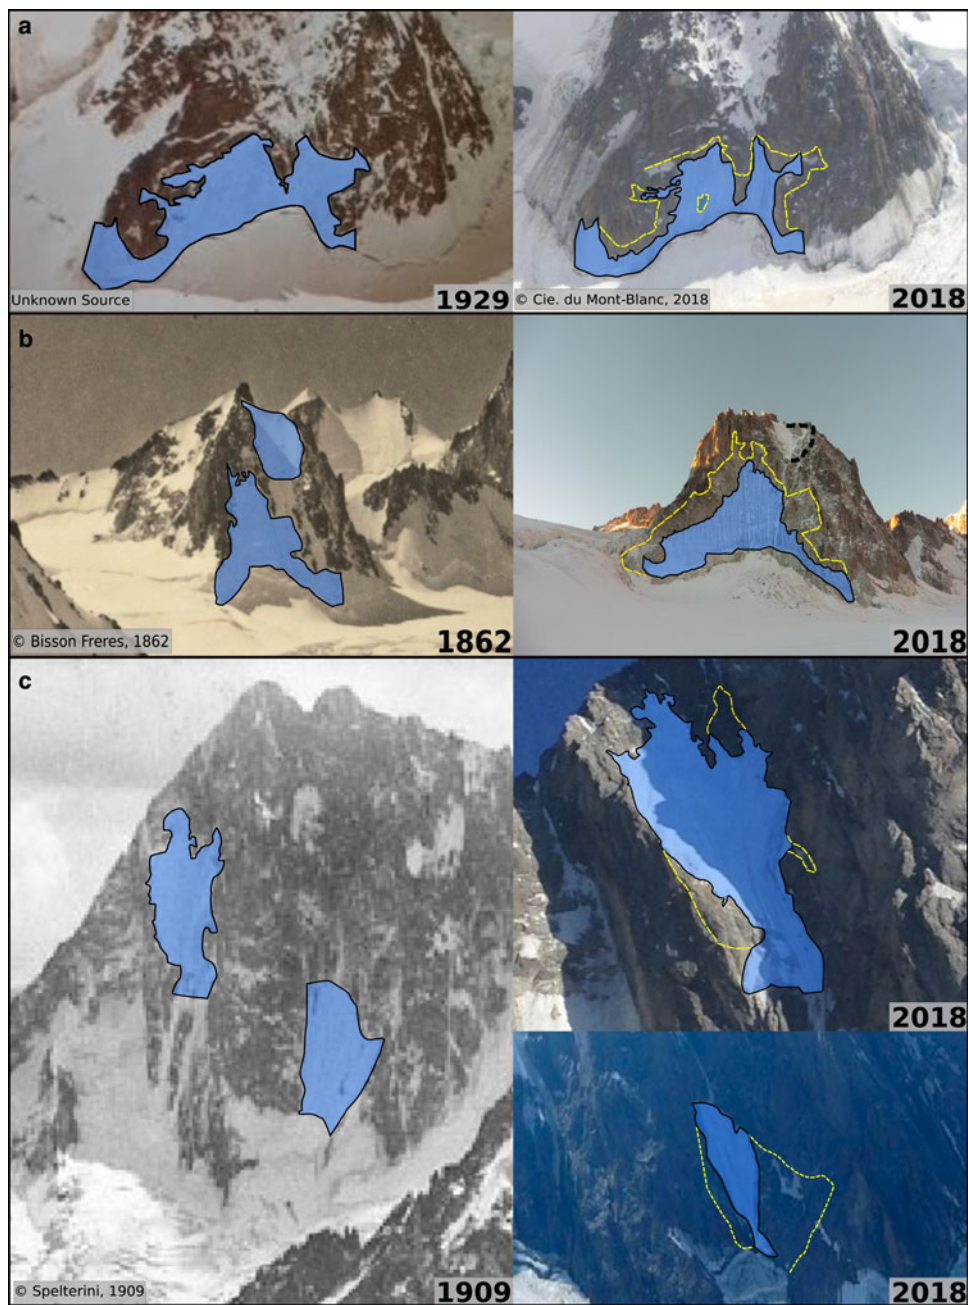 a
Unknown Source
1929
© Cie. du Mont-Blanc, 2018
2018
b
© Bisson Freres, 1862
1862
2018
c
© Spelterini, 1909
1909
2018
2018